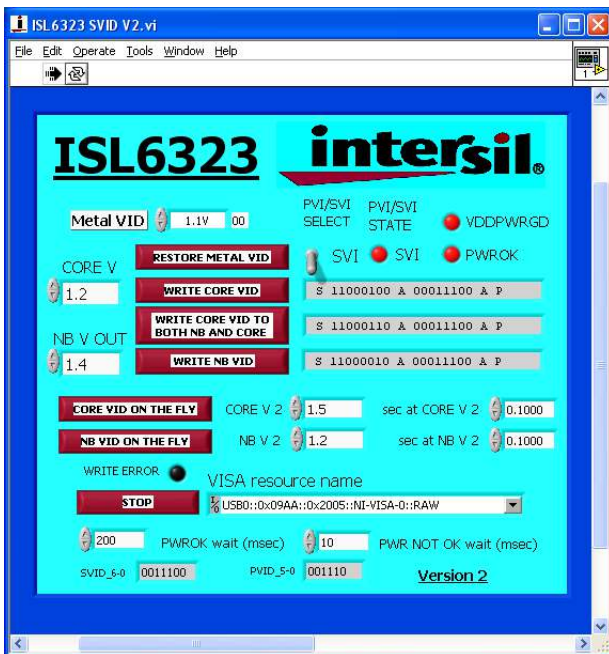 ISL6323 SVID V2.vi
File Edit Operate Tools Window Help
1
ISL6323 intersil®
PVI/SVI SELECT
PVI/SVI STATE
VDDPWRGD
Metal VID 1.1V 00
RESTORE METAL VID
SVI SVI PWROK
CORE V
1.2
WRITE CORE VID
S 11000100 A 00011100 A P
WRITE CORE VID TO
BOTH NB AND CORE
S 11000110 A 00011100 A P
NB V OUT
1.4
WRITE NB VID
S 11000010 A 00011100 A P
CORE VID ON THE FLY CORE V 2 1.5 sec at CORE V 2 0.1000
NB VID ON THE FLY NB V 2 1.2 sec at NB V 2 0.1000
WRITE ERROR
VISA resource name
STOP
I/O USB0::0x09AA::0x2005::NI-VISA-0::RAW
200 PWROK wait (msec) 10 PWR NOT OK wait (msec)
SVID_6-0 0011100 PVID_5-0 001110 Version 2